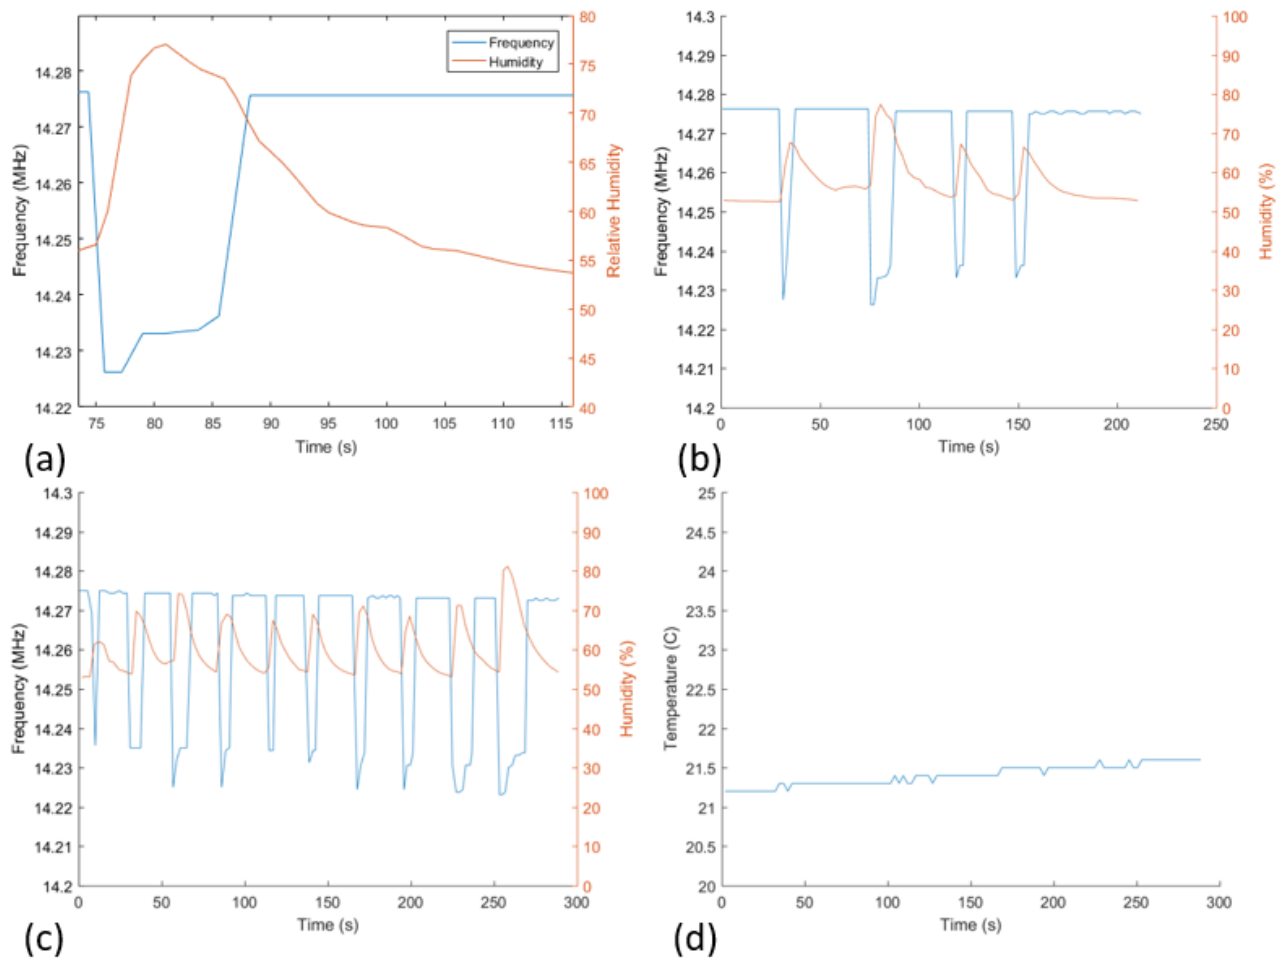 80
14.28
75
14.27
70
14.26
65
60
14.25
55
14.24
50
14.23
45
14.22
40
Frequency
Humidity
Frequency (MHz)
Relative Humidity
75 80 85 90 95 100 105 110 115
Time (s)
(a)
14.3 100
14.29 90
14.28 80
14.27 70
14.26 60
14.25 50
14.24 40
14.23 30
14.22 20
14.21 10
14.2 0
Frequency (MHz)
Humidity (%)
0 50 100 150 200 250
Time (s)
(b)
14.3 100
14.29 90
14.28 80
14.27 70
14.26 60
14.25 50
14.24 40
14.23 30
14.22 20
14.21 10
14.2 0
Frequency (MHz)
Humidity (%)
0 50 100 150 200 250 300
Time (s)
(c)
25
24.5
24
23.5
23
22.5
22
21.5
21
20.5
20
Temperature (C)
0 50 100 150 200 250 300
Time (s)
(d)